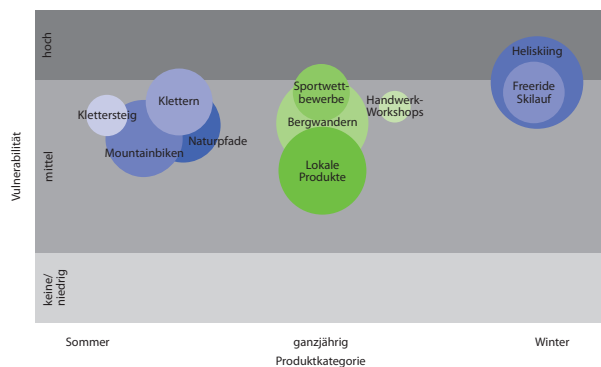 hoch
mittel
keine/
niedrig
Vulnerabilität
Klettersteig
Klettern
Mountainbiken
Naturpfade
Sportwett-
bewerbe
Bergwandern
Lokale
Produkte
Handwerk-
Workshops
Heliskiing
Freeride
Skilauf
Sommer
ganzjährig
Winter
Produktkategorie